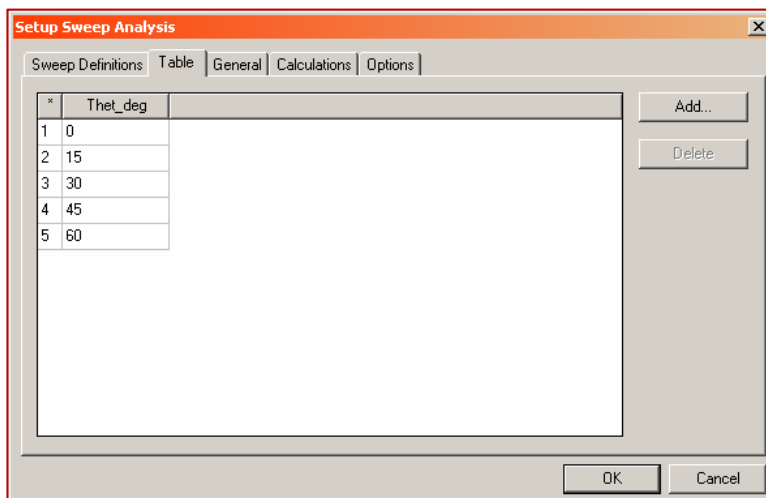 Setup Sweep Analysis
Sweep Definitions Table General Calculations Options
* Thet_deg
1 0
2 15
3 30
4 45
5 60
Add...
Delete
OK Cancel